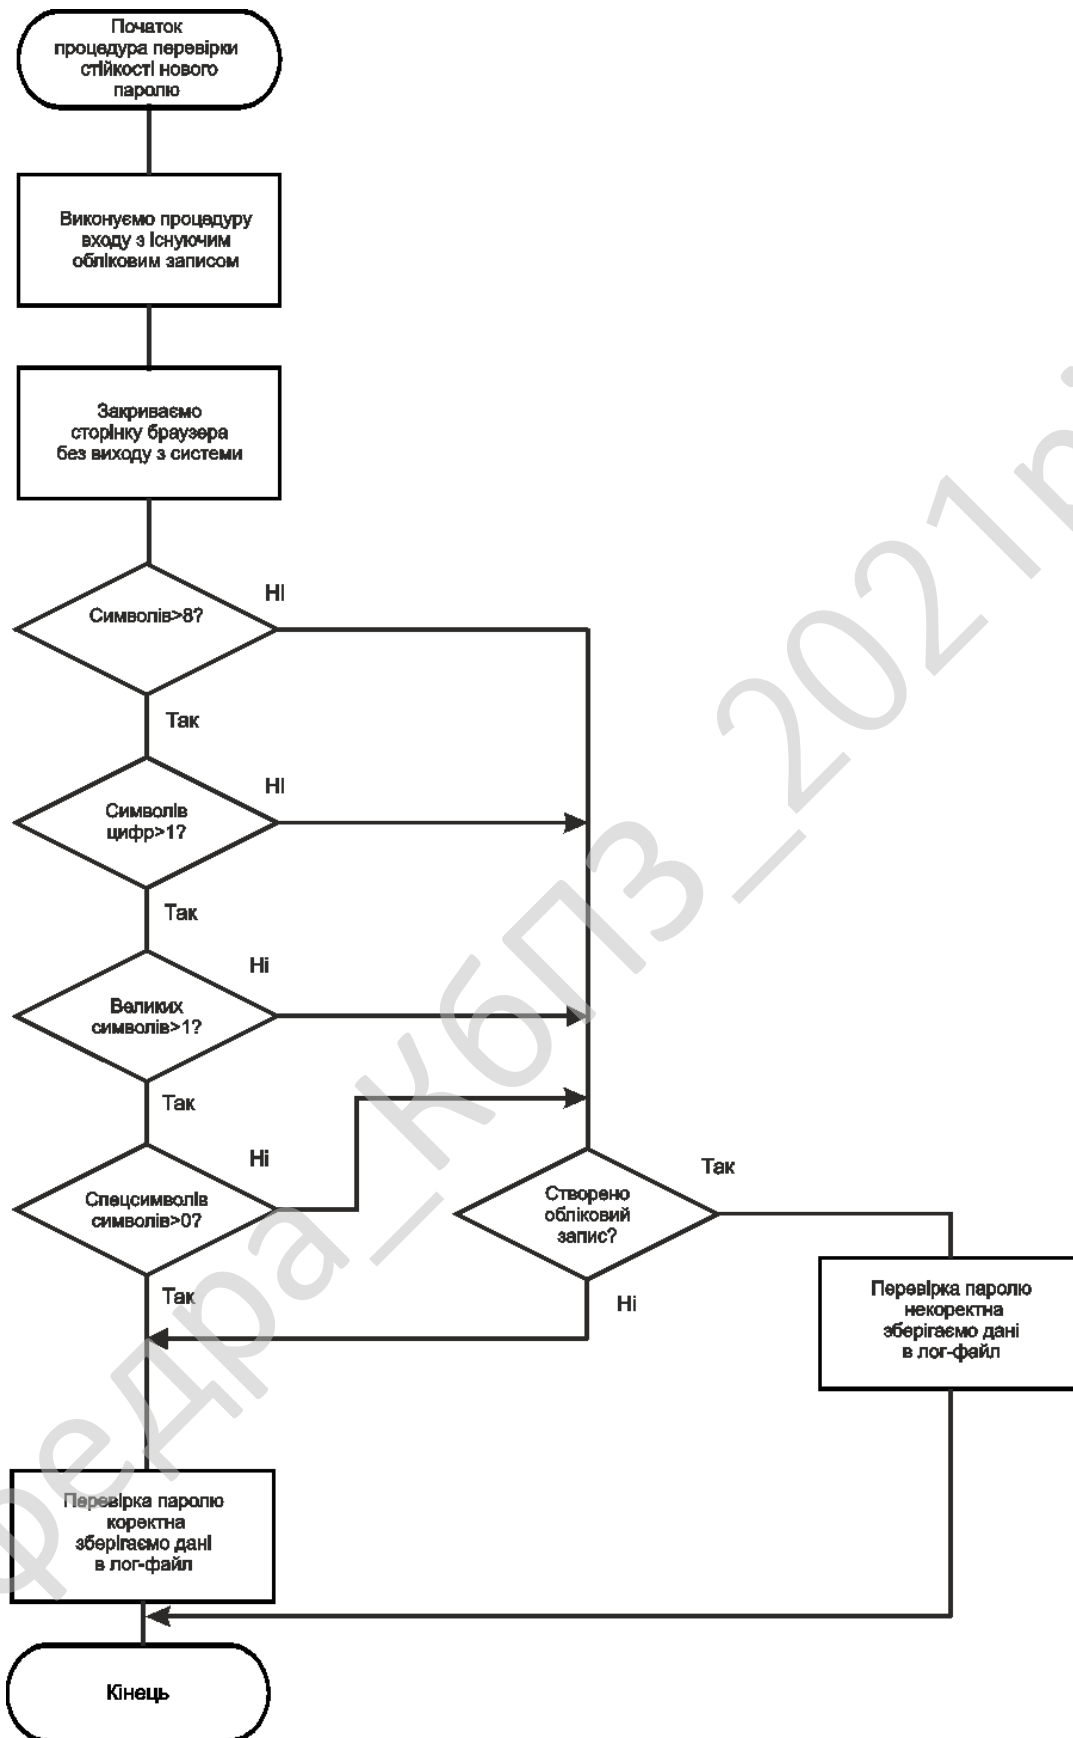 Початок
процедура перевірки
стійкості нового
паролю
Виконуємо процедуру
входу з існуючим
обліковим записом
Закриваємо
сторінку браузера
без виходу з системи
Символів>8?
НІ
Так
Символів
цифр>1?
НІ
Так
Великих
символів>1?
Ні
Так
Спецсимволів
символів>0?
Ні
Так
Створено
обліковий
запис?
Так
Ні
Перевірка паролю
некоректна
зберігаємо дані
в лог-файл
Перевірка паролю
коректна
зберігаємо дані
в лог-файл
Кінець
федра_КбПЗ_2021р